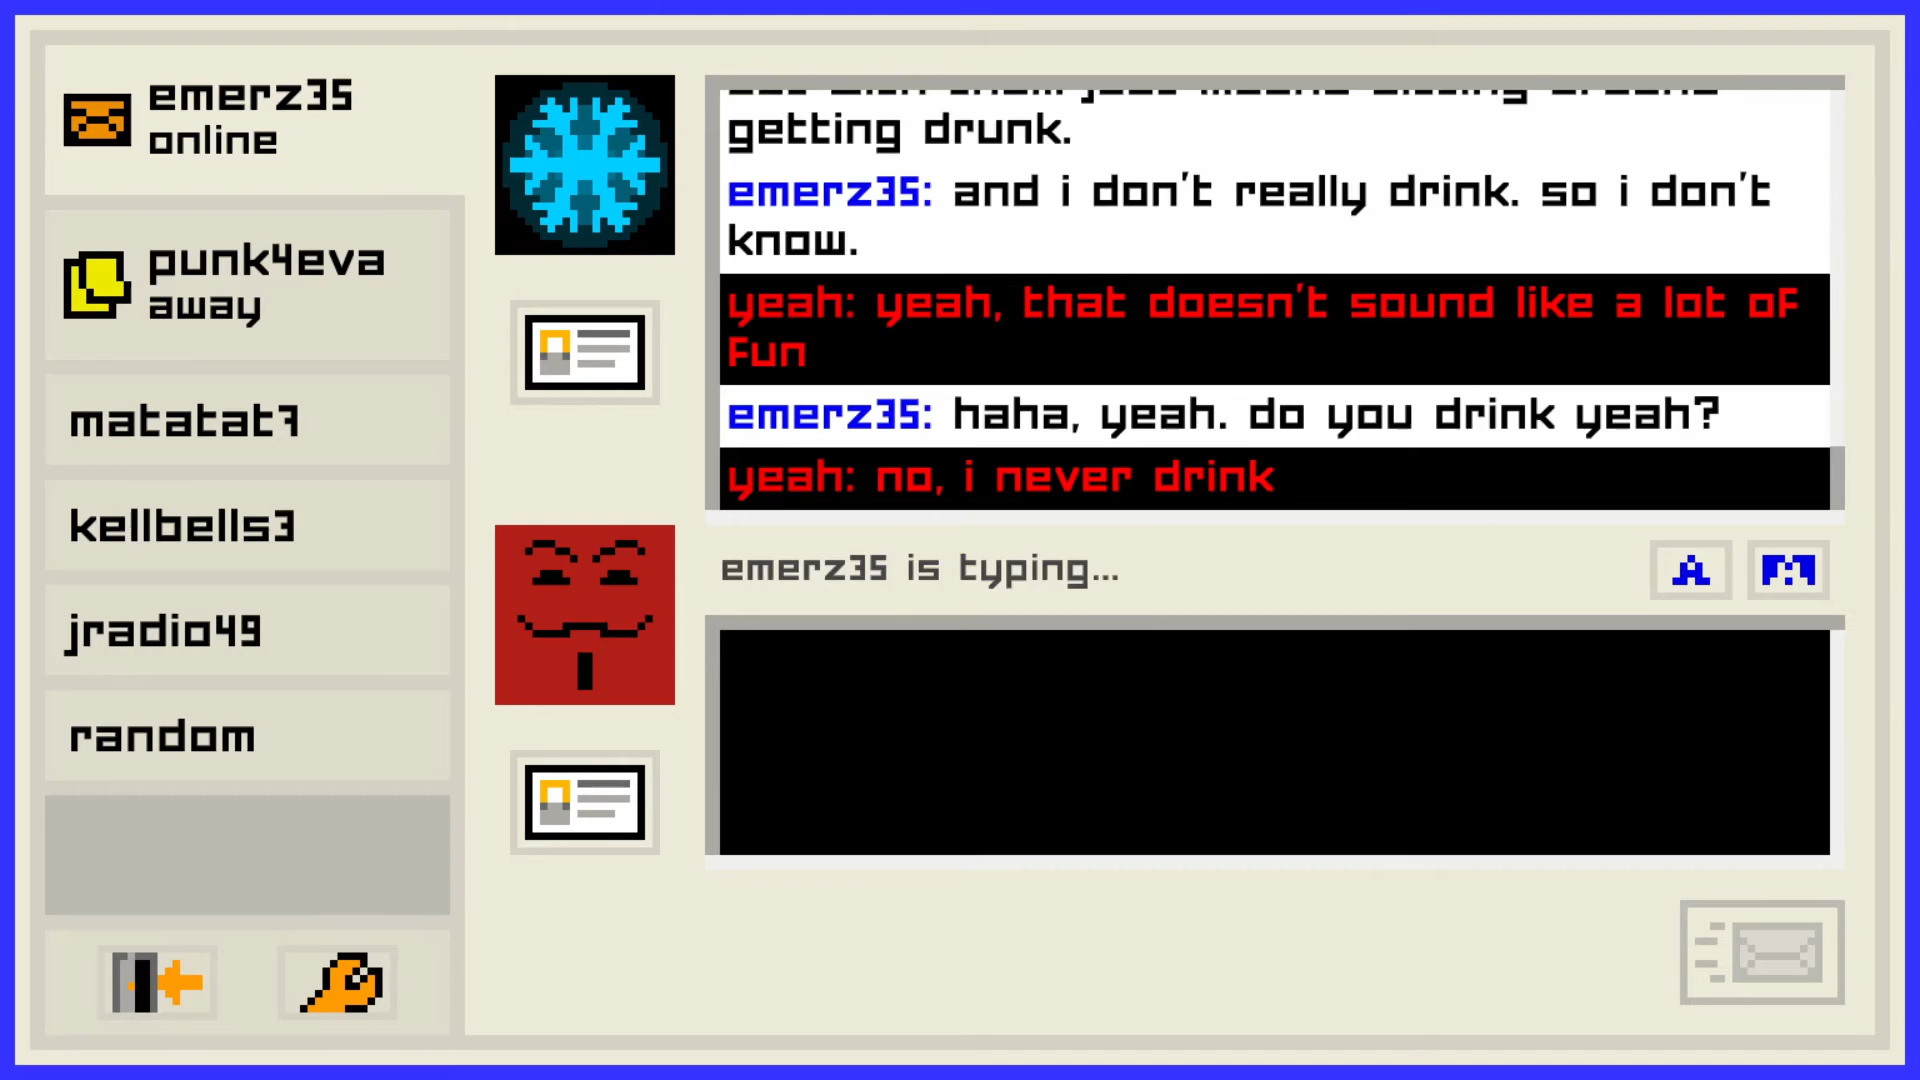 emerz35
online
punk4eva
away
matatat7
kellbells3
jradio49
random
getting drunk.
emerz35: and i don't really drink. so i don't
know.
yeah: yeah, that doesn't sound like a lot of
fun
emerz35: haha, yeah. do you drink yeah?
yeah: no, i never drink
emerz35 is typing...
A